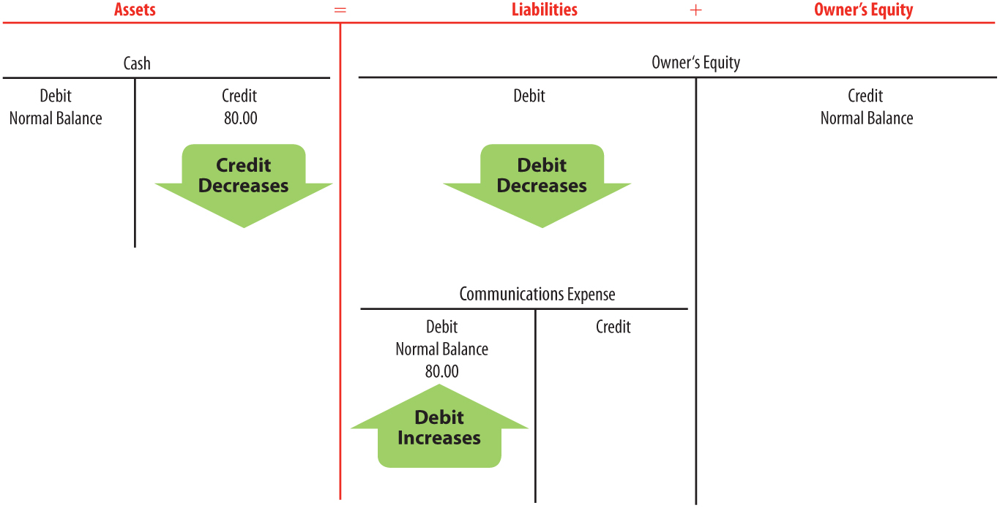 Assets = Liabilities + Owner's Equity
Cash
Debit Credit
Normal Balance 80.00
Credit
Decreases
Owner‘s Equity
Debit Credit
Normal Balance
Debit
Decreases
Communications Expense
Debit Credit
Normal Balance
80.00
Debit
Increases